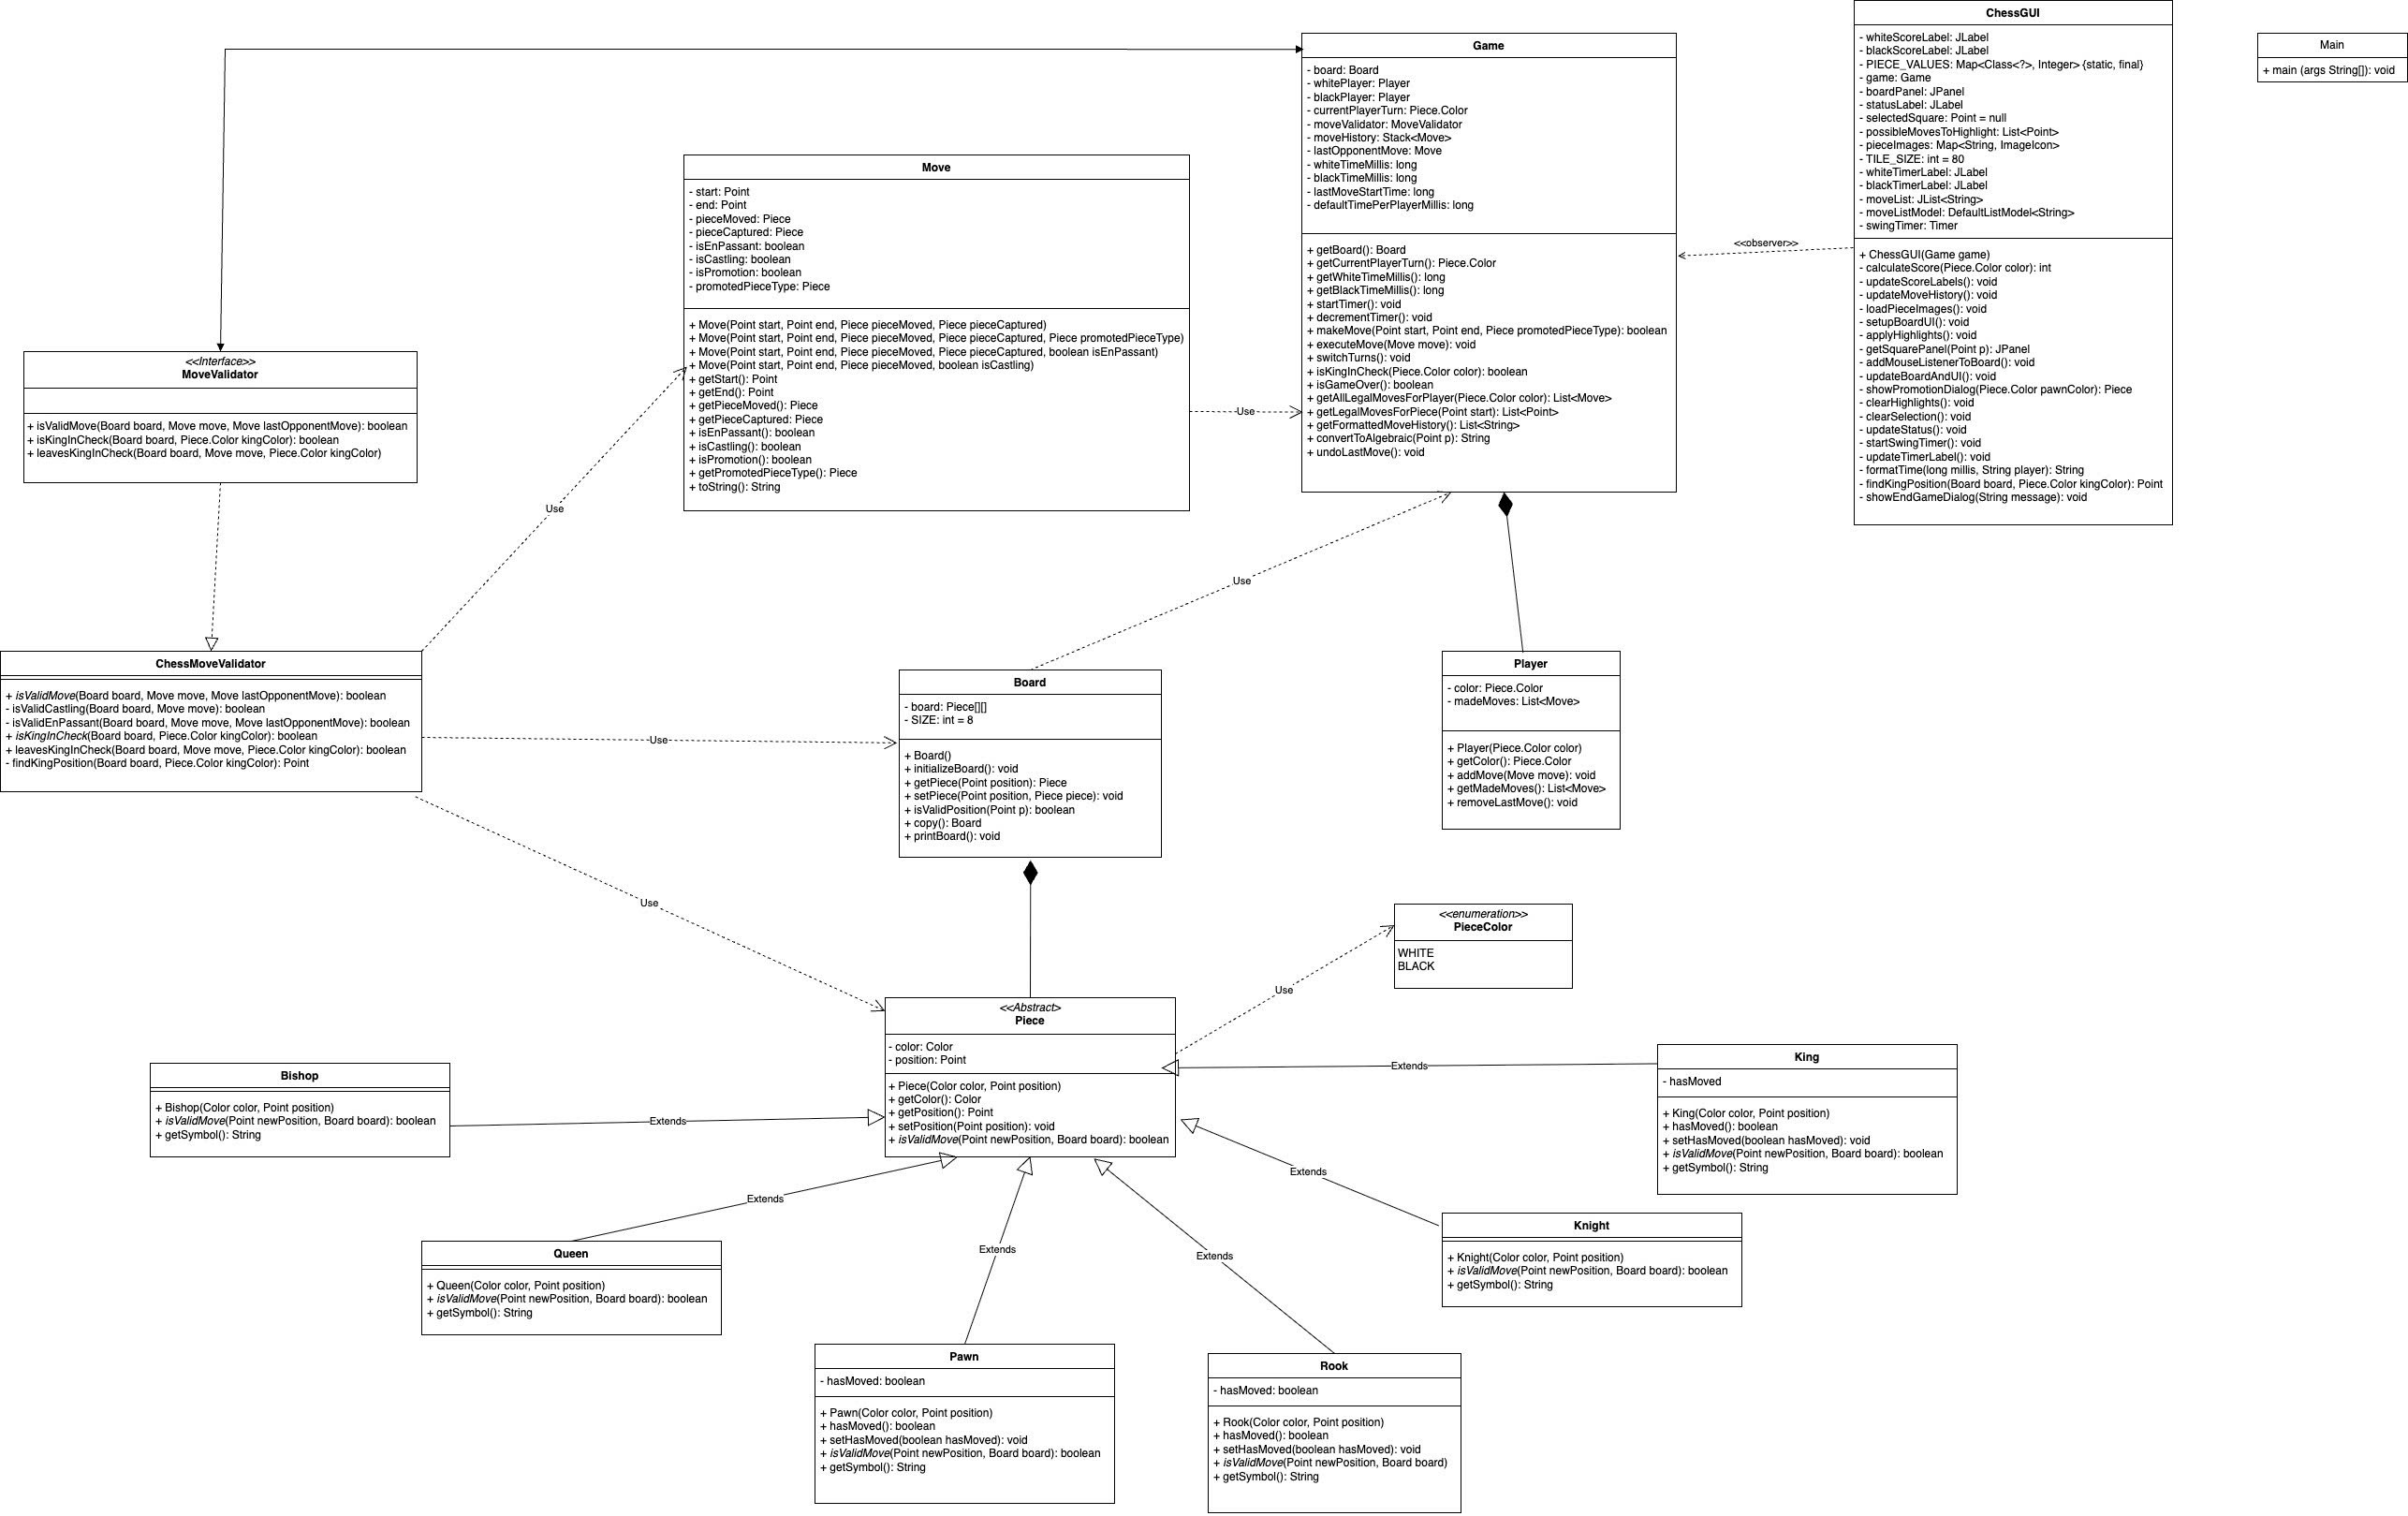 ChessGUI
- whiteScoreLabel: JLabel
- blackScoreLabel: JLabel
- PIECE_VALUES: Map<Class<?>, Integer> {static, final}
- game: Game
- boardPanel: JPanel
- statusLabel: JLabel
- selectedSquare: Point = null
- possibleMovesToHighlight: List<Point>
- pieceImages: Map<String, ImageIcon>
- TILE_SIZE: int = 80
- whiteTimerLabel: JLabel
- blackTimerLabel: JLabel
- moveList: JList<String>
- moveListModel: DefaultListModel<String>
- swingTimer: Timer
+ ChessGUI(Game game)
- calculateScore(Piece.Color color): int
- updateScoreLabels(): void
- updateMoveHistory(): void
- loadPieceImages(): void
- setupBoardUI(): void
- applyHighlights(): void
- getSquarePanel(Point p): JPanel
- addMouseListenerToBoard(): void
- updateBoardAndUI(): void
- showPromotionDialog(Piece.Color pawnColor): Piece
- clearHighlights(): void
- clearSelection(): void
- updateStatus(): void
- startSwingTimer(): void
- updateTimerLabel(): void
- formatTime(long millis, String player): String
- findKingPosition(Board board, Piece.Color kingColor): Point
- showEndGameDialog(String message): void
Main
+ main (args String[]): void
Game
- board: Board
- whitePlayer: Player
- blackPlayer: Player
- currentPlayerTurn: Piece.Color
- moveValidator: MoveValidator
- moveHistory: Stack<Move>
- lastOpponentMove: Move
- whiteTimeMillis: long
- blackTimeMillis: long
- lastMoveStartTime: long
- defaultTimePerPlayerMillis: long
+ getBoard(): Board
+ getCurrentPlayerTurn(): Piece.Color
+ getWhiteTimeMillis(): long
+ getBlackTimeMillis(): long
+ startTimer(): void
+ decrementTimer(): void
+ makeMove(Point start, Point end, Piece promotedPieceType): boolean
+ executeMove(Move move): void
+ switchTurns(): void
+ isKingInCheck(Piece.Color color): boolean
+ isGameOver(): boolean
+ getAllLegalMovesForPlayer(Piece.Color color): List<Move>
+ getLegalMovesForPiece(Point start): List<Point>
+ getFormattedMoveHistory(): List<String>
+ convertToAlgebraic(Point p): String
+ undoLastMove(): void
<<observer>>
Move
- start: Point
- end: Point
- pieceMoved: Piece
- pieceCaptured: Piece
- isEnPassant: boolean
- isCastling: boolean
- isPromotion: boolean
- promotedPieceType: Piece
+ Move(Point start, Point end, Piece pieceMoved, Piece pieceCaptured)
+ Move(Point start, Point end, Piece pieceMoved, Piece pieceCaptured, Piece promotedPieceType)
+ Move(Point start, Point end, Piece pieceMoved, Piece pieceCaptured, boolean isEnPassant)
+ Move(Point start, Point end, Piece pieceMoved, boolean isCastling)
+ getStart(): Point
+ getEnd(): Point
+ getPieceMoved(): Piece
+ getPieceCaptured: Piece
+ isEnPassant(): boolean
+ isCastling(): boolean
+ isPromotion(): boolean
+ getPromotedPieceType(): Piece
+ toString(): String
Use
<<Interface>>
MoveValidator
+ isValidMove(Board board, Move move, Move lastOpponentMove): boolean
+ isKingInCheck(Board board, Piece.Color kingColor): boolean
+ leavesKingInCheck(Board board, Move move, Piece.Color kingColor)
Use
Use
ChessMoveValidator
+ isValidMove(Board board, Move move, Move lastOpponentMove): boolean
- isValidCastling(Board board, Move move): boolean
- isValidEnPassant(Board board, Move move, Move lastOpponentMove): boolean
+ isKingInCheck(Board board, Piece.Color kingColor): boolean
+ leavesKingInCheck(Board board, Move move, Piece.Color kingColor): boolean
- findKingPosition(Board board, Piece.Color kingColor): Point
Use
Board
- board: Piece[][]
- SIZE: int = 8
+ Board()
+ initializeBoard(): void
+ getPiece(Point position): Piece
+ setPiece(Point position, Piece piece): void
+ isValidPosition(Point p): boolean
+ copy(): Board
+ printBoard(): void
Player
- color: Piece.Color
- madeMoves: List<Move>
+ Player(Piece.Color color)
+ getColor(): Piece.Color
+ addMove(Move move): void
+ getMadeMoves(): List<Move>
+ removeLastMove(): void
Use
<<enumeration>>
PieceColor
WHITE
BLACK
Use
<<Abstract>
Piece
- color: Color
- position: Point
+ Piece(Color color, Point position)
+ getColor(): Color
+ getPosition(): Point
+ setPosition(Point position): void
+ isValidMove(Point newPosition, Board board): boolean
Bishop
+ Bishop(Color color, Point position)
+ isValidMove(Point newPosition, Board board): boolean
+ getSymbol(): String
Extends
Extends
King
- hasMoved
+ King(Color color, Point position)
+ hasMoved(): boolean
+ setHasMoved(boolean hasMoved): void
+ isValidMove(Point newPosition, Board board): boolean
+ getSymbol(): String
Extends
Extends
Knight
+ Knight(Color color, Point position)
+ isValidMove(Point newPosition, Board board): boolean
+ getSymbol(): String
Queen
+ Queen(Color color, Point position)
+ isValidMove(Point newPosition, Board board): boolean
+ getSymbol(): String
Extends
Extends
Pawn
- hasMoved: boolean
+ Pawn(Color color, Point position)
+ hasMoved(): boolean
+ setHasMoved(boolean hasMoved): void
+ isValidMove(Point newPosition, Board board): boolean
+ getSymbol(): String
Rook
- hasMoved: boolean
+ Rook(Color color, Point position)
+ hasMoved(): boolean
+ setHasMoved(boolean hasMoved): void
+ isValidMove(Point newPosition, Board board)
+ getSymbol(): String